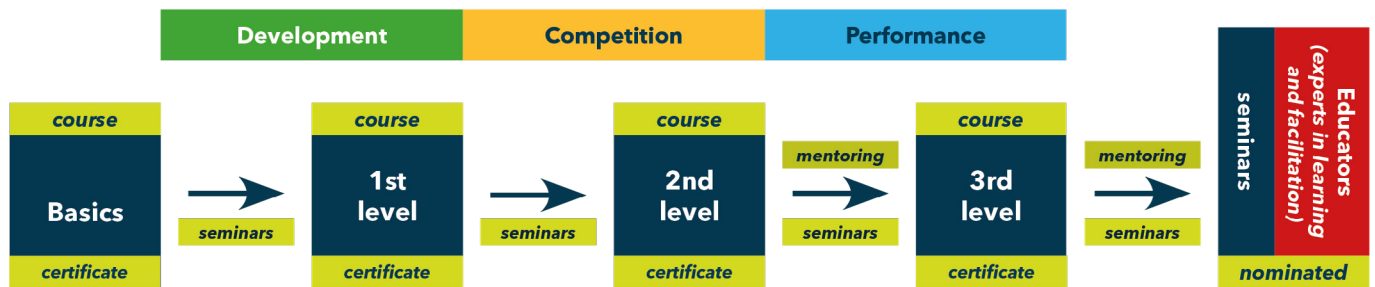 Development
Competition
Performance
course
Basics
certificate
seminars
course
1st
level
certificate
seminars
course
2nd
level
certificate
mentoring
seminars
course
3rd
level
certificate
mentoring
seminars
seminars
Educators
(experts in learning
and facilitation)
nominated